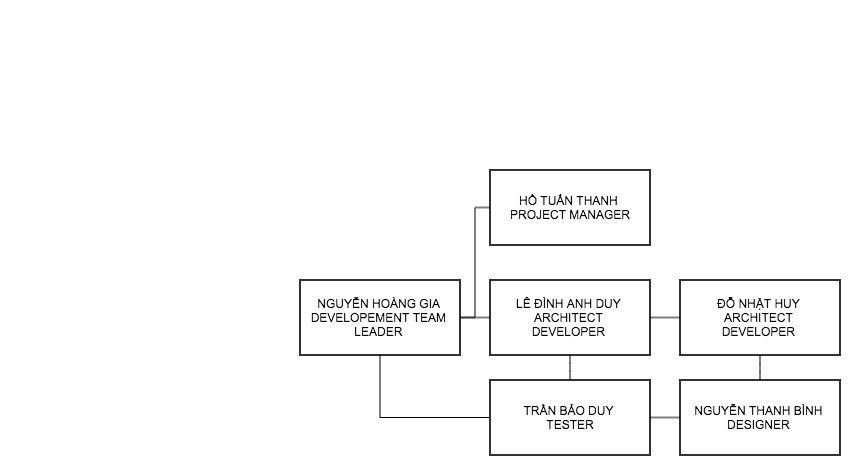 HỒ TUẤN THANH
PROJECT MANAGER
NGUYỄN HOÀNG GIA
DEVELOPEMENT TEAM
LEADER
LÊ ĐÌNH ANH DUY
ARCHITECT
DEVELOPER
ĐỖ NHẬT HUY
ARCHITECT
DEVELOPER
TRẦN BẢO DUY
TESTER
NGUYỄN THANH BÌNH
DESIGNER